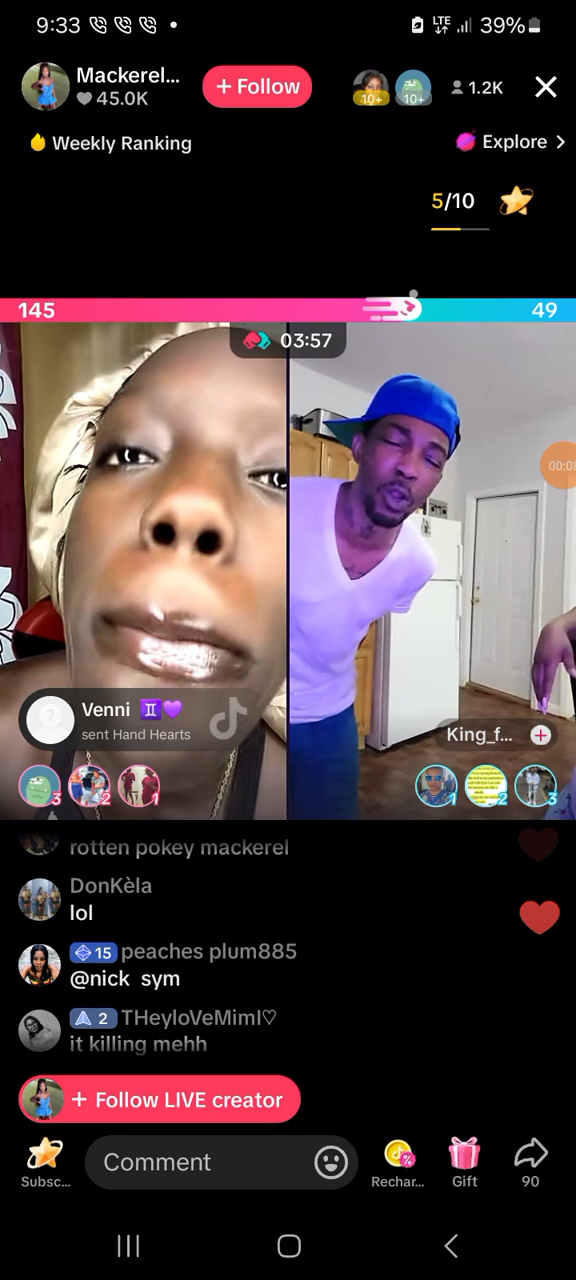 9:33
LTE
39%
Mackerel...
45.0K
+ Follow
10+
10+
1.2K
Weekly Ranking
Explore >
5/10
145
49
03:57
Venni ♊💜
sent Hand Hearts
King_f...
3
2
1
1
2
3
rotten pokey mackerel
DonKèla
lol
15 peaches plum885
@nick sym
2 THeyloVeMimI♡
it killing mehh
+ Follow LIVE creator
Subsc...
Comment
Rechar...
Gift
90